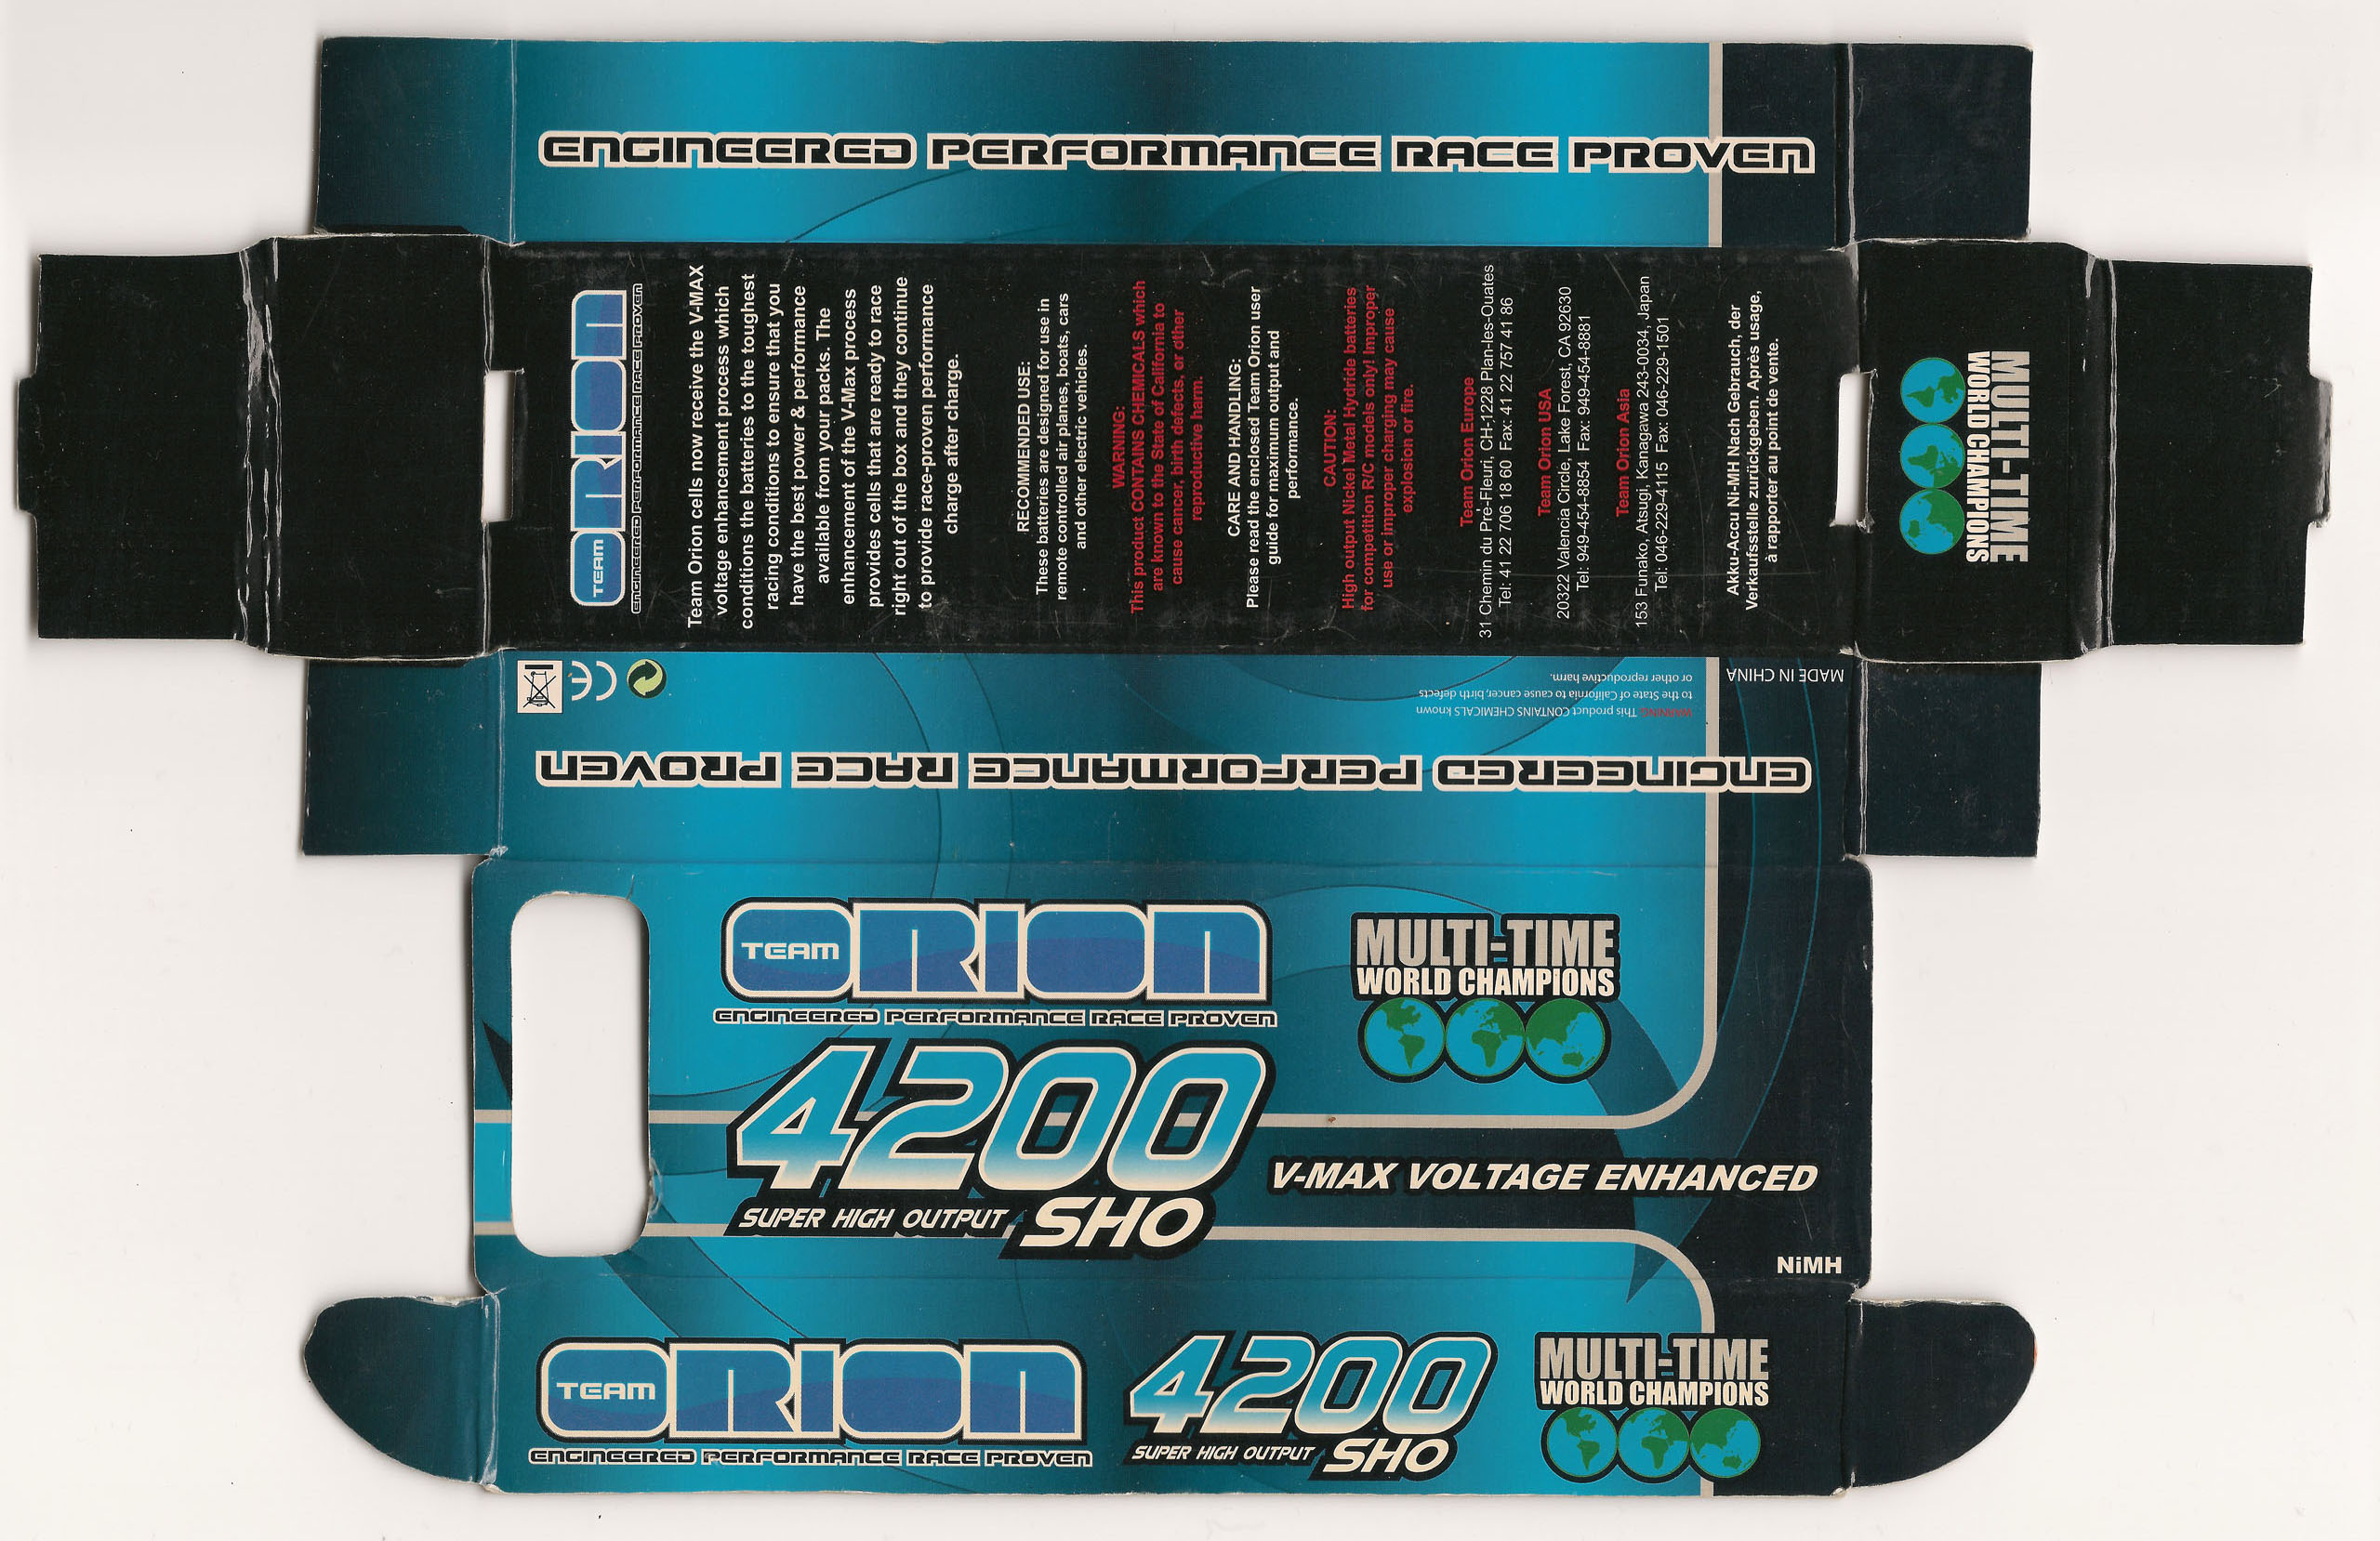 ENGINEERED PERFORMANCE RACE PROVEN
TEAM ORION
ENGINEERED PERFORMANCE RACE PROVEN
Team Orion cells now receive the V-MAX
voltage enhancement process which
conditions the batteries to the toughest
racing conditions to ensure that you
have the best power & performance
available from your packs. The
enhancement of the V-Max process
provides cells that are ready to race
right out of the box and they continue
to provide race-proven performance
charge after charge.
RECOMMENDED USE:
These batteries are designed for use in
remote controlled air planes, boats, cars
and other electric vehicles.
WARNING:
This product CONTAINS CHEMICALS which
are known to the State of California to
cause cancer, birth defects, or other
reproductive harm.
CARE AND HANDLING:
Please read the enclosed Team Orion user
guide for maximum output and
performance.
CAUTION:
High output Nickel Metal Hydride batteries
for competition R/C models only! Improper
use or improper charging may cause
explosion or fire.
Team Orion Europe
31 Chemin du Pré-Fleuri, CH-1228 Plan-les-Ouates
Tel: 41 22 706 18 60 Fax: 41 22 757 41 86
Team Orion USA
20322 Valencia Circle, Lake Forest, CA 92630
Tel: 949-454-8854 Fax: 949-454-8881
Team Orion Asia
153 Funako, Atsugi, Kanagawa 243-0034, Japan
Tel: 046-229-4115 Fax: 046-229-1501
Akku-Accu Ni-MH Nach Gebrauch, der
Verkaufsstelle zurückgeben. Après usage,
à rapporter au point de vente.
MULTI-TIME
WORLD CHAMPIONS
CE
WARNING: This product CONTAINS CHEMICALS known
to the State of California to cause cancer, birth defects
or other reproductive harm.
MADE IN CHINA
ENGINEERED PERFORMANCE RACE PROVEN
TEAM ORION
ENGINEERED PERFORMANCE RACE PROVEN
MULTI-TIME
WORLD CHAMPIONS
4200
SUPER HIGH OUTPUT SHO
V-MAX VOLTAGE ENHANCED
NiMH
TEAM ORION
ENGINEERED PERFORMANCE RACE PROVEN
4200
SUPER HIGH OUTPUT SHO
MULTI-TIME
WORLD CHAMPIONS